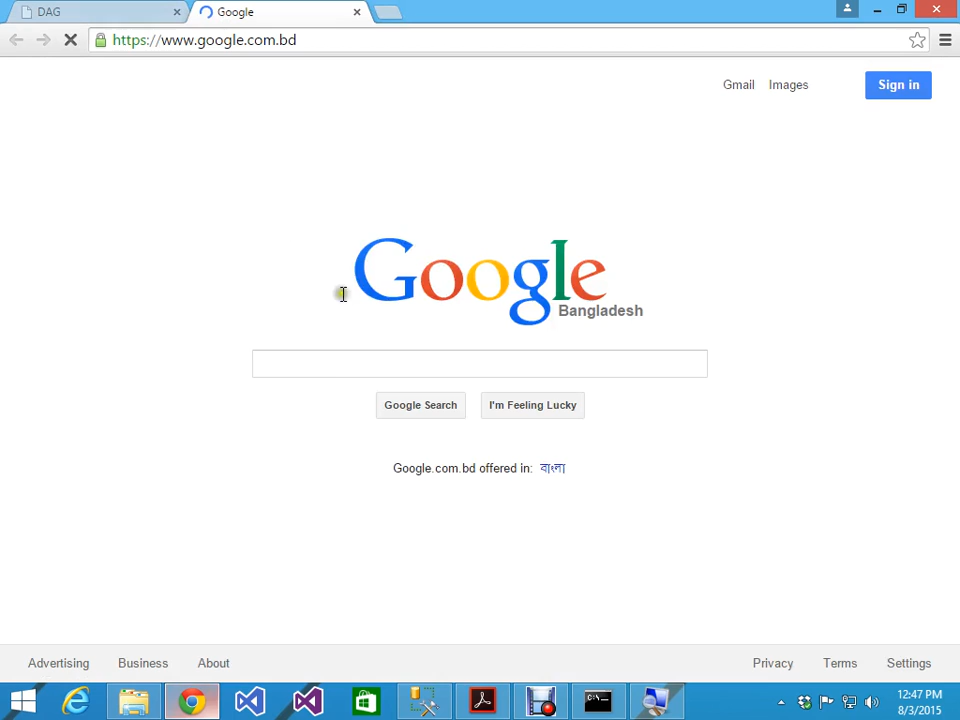 DAG
Google
https://www.google.com.bd
Gmail Images Sign in
Google
Bangladesh
Google Search I'm Feeling Lucky
Google.com.bd offered in: বাংলা
Advertising Business About Privacy Terms Settings
12:47 PM
8/3/2015